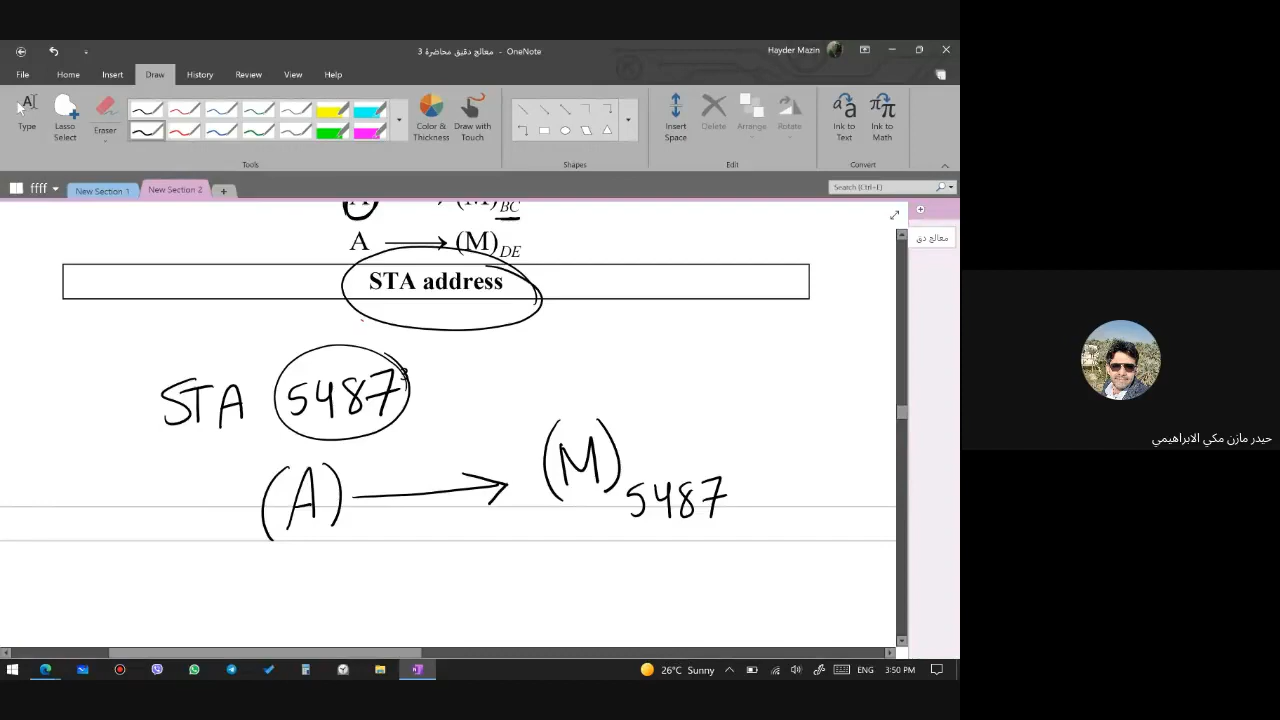 معالج دقيق محاضرة 3 - OneNote
Hayder Mazin
File Home Insert Draw History Review View Help
Type
Lasso Select
Eraser
Color & Thickness
Draw with Touch
Insert Space
Delete
Arrange
Rotate
Ink to Text
Ink to Math
Tools
Shapes
Edit
Convert
ffff New Section 1 New Section 2
Search (Ctrl+E)
معالج دق
A → (M)BC
A → (M)DE
STA address
STA 5487
(A) → (M)5487
حيدر مازن مكي الابراهيمي
26°C Sunny ENG 3:50 PM